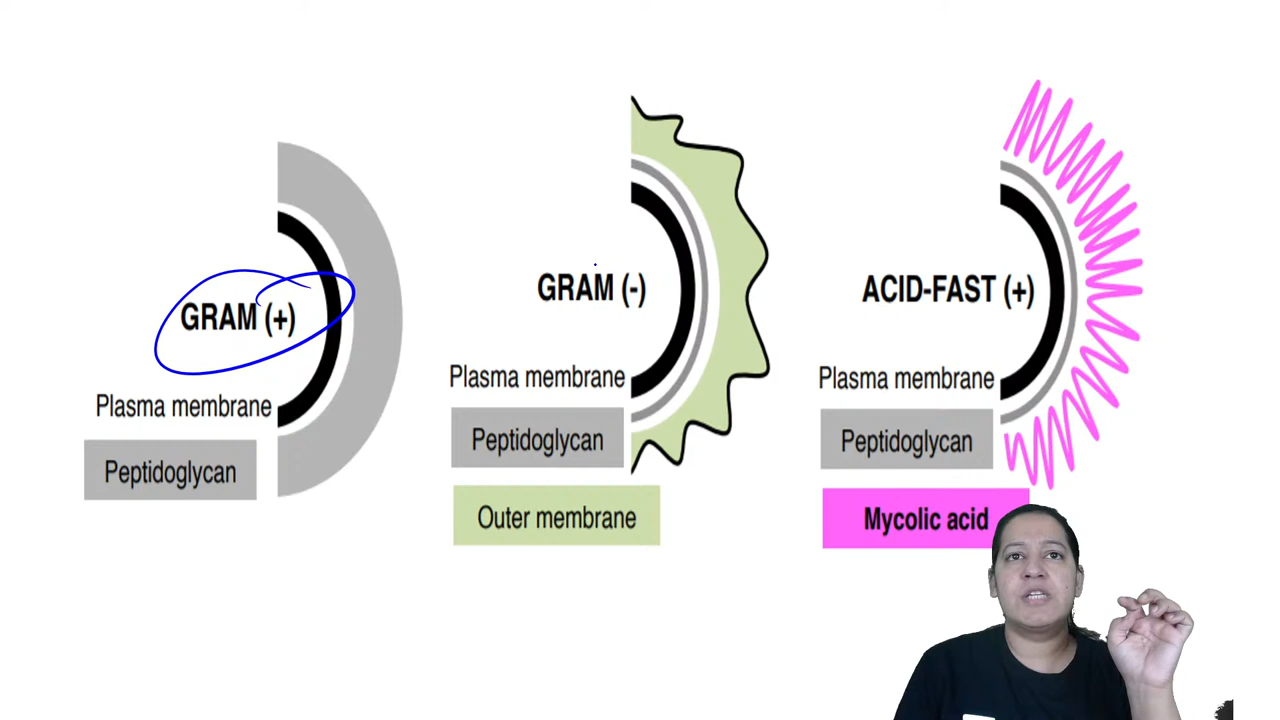 GRAM (+)
Plasma membrane
Peptidoglycan
GRAM (-)
Plasma membrane
Peptidoglycan
Outer membrane
ACID-FAST (+)
Plasma membrane
Peptidoglycan
Mycolic acid